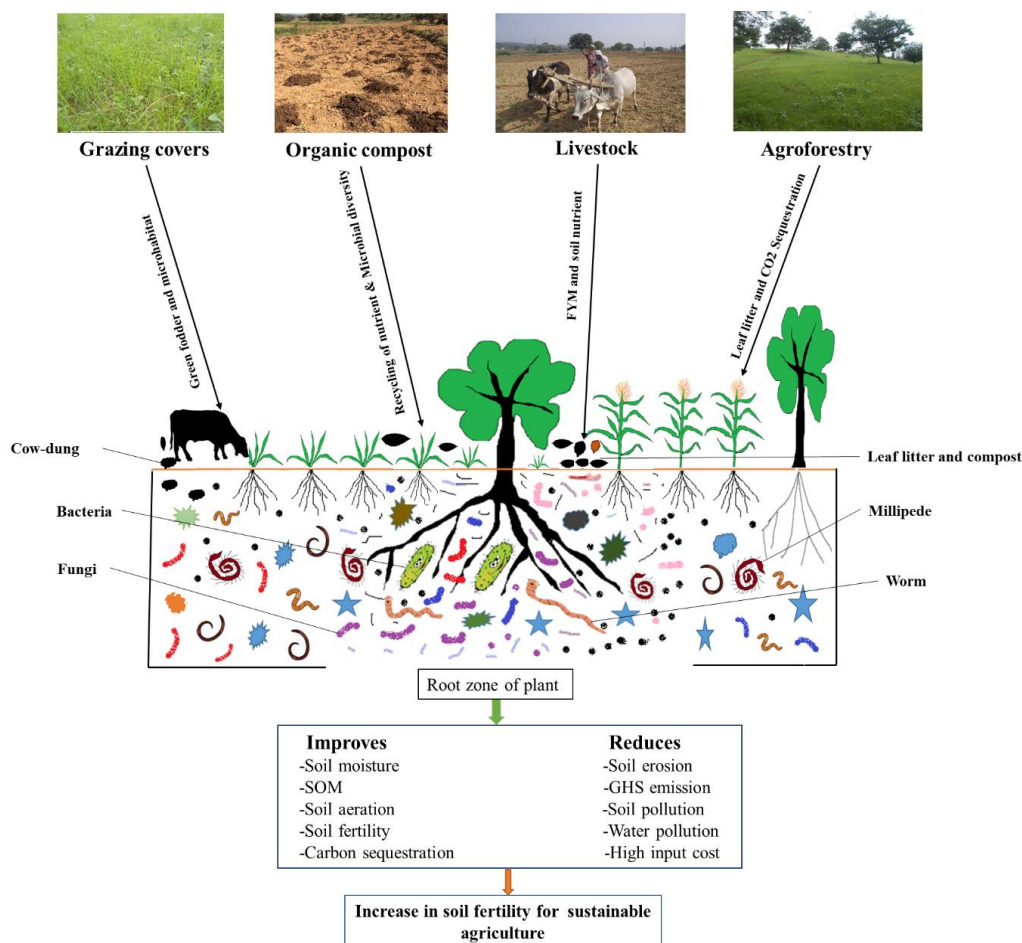 Grazing covers
Organic compost
Livestock
Agroforestry
Green fodder and microhabitat
Recycling of nutrient & Microbial diversity
FYM and soil nutrient
Leaf litter and CO2 Sequestration
Cow-dung
Leaf litter and compost
Bacteria
Millipede
Fungi
Worm
Root zone of plant
Improves
-Soil moisture
-SOM
-Soil aeration
-Soil fertility
-Carbon sequestration
Reduces
-Soil erosion
-GHS emission
-Soil pollution
-Water pollution
-High input cost
Increase in soil fertility for sustainable
agriculture